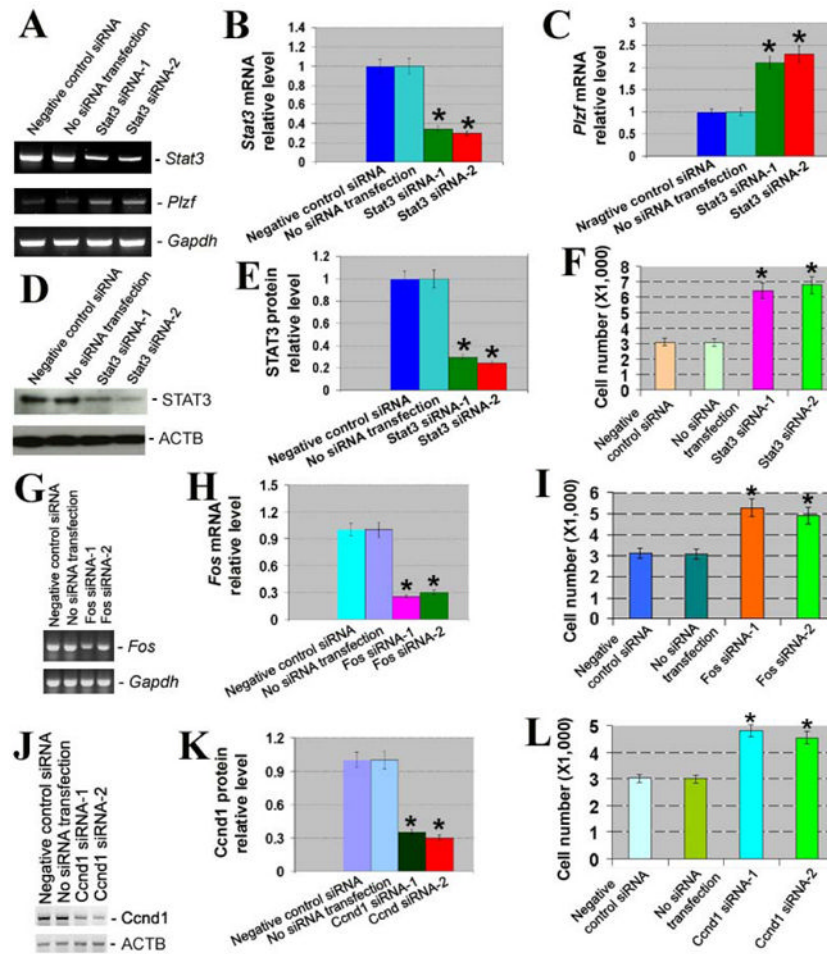 A
Negative control siRNA
No siRNA transfection
Stat3 siRNA-1
Stat3 siRNA-2
- Stat3
- Plzf
- Gapdh
B
Stat3 mRNA
relative level
1.4
1.2
1
0.8
0.6
0.4
0.2
0
* *
Negative control siRNA
No siRNA transfection
Stat3 siRNA-1
Stat3 siRNA-2
C
Plzf mRNA
relative level
3
2.5
2
1.5
1
0.5
0
* *
Nragtive control siRNA
No siRNA transfection
Stat3 siRNA-1
Stat3 siRNA-2
D
Negative control siRNA
No siRNA transfection
Stat3 siRNA-1
Stat3 siRNA-2
- STAT3
- ACTB
E
STAT3 protein
relative level
1.4
1.2
1
0.8
0.6
0.4
0.2
0
* *
Negative control siRNA
No siRNA transfection
Stat3 siRNA-1
Stat3 siRNA-2
F
Cell number (X1,000)
8
7
6
5
4
3
2
1
0
* *
Negative
control siRNA
No siRNA
transfection
Stat3 siRNA-1
Stat3 siRNA-2
G
Negative control siRNA
No siRNA transfection
Fos siRNA-1
Fos siRNA-2
- Fos
- Gapdh
H
Fos mRNA
relative level
1.5
1.2
0.9
0.6
0.3
0
* *
Negative control siRNA
No siRNA transfection
Fos siRNA-1
Fos siRNA-2
I
Cell number (X1,000)
6
5
4
3
2
1
0
* *
Negative
control siRNA
No siRNA
transfection
Fos siRNA-1
Fos siRNA-2
J
Negative control siRNA
No siRNA transfection
Ccnd1 siRNA-1
Ccnd1 siRNA-2
- Ccnd1
- ACTB
K
Ccnd1 protein
relative level
1.2
0.9
0.6
0.3
0
* *
Negative control siRNA
No siRNA transfection
Ccnd1 siRNA-1
Ccnd siRNA-2
L
Cell number (X1,000)
5
4
3
2
1
0
* *
Negative
control siRNA
No siRNA
transfection
Ccnd1 siRNA-1
Ccnd1 siRNA-2